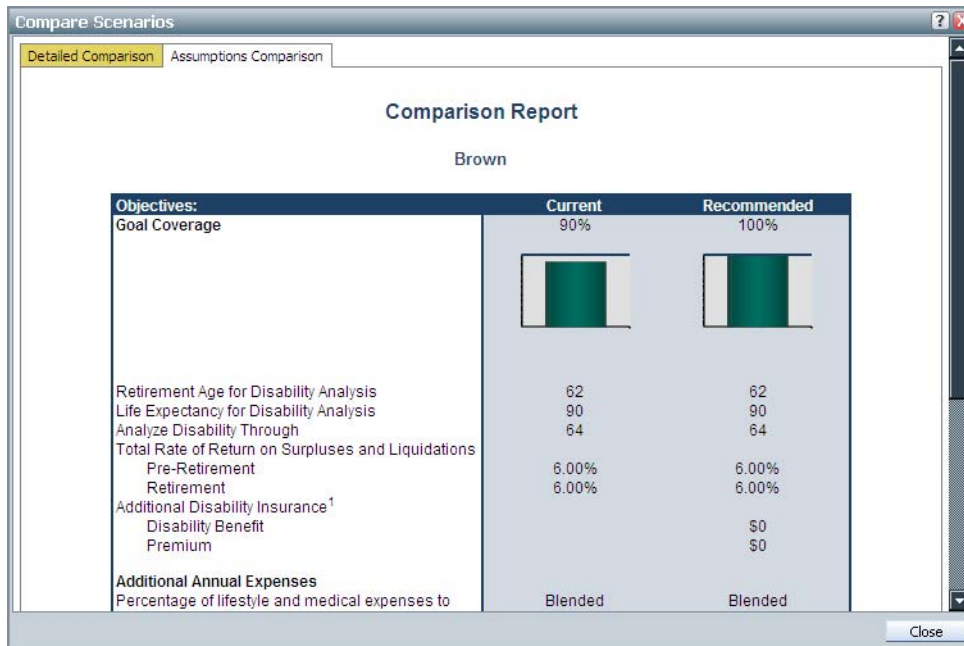 Compare Scenarios ?
Detailed Comparison Assumptions Comparison
Comparison Report
Brown
Objectives: Current Recommended
Goal Coverage 90% 100%
Retirement Age for Disability Analysis 62 62
Life Expectancy for Disability Analysis 90 90
Analyze Disability Through 64 64
Total Rate of Return on Surpluses and Liquidations
Pre-Retirement 6.00% 6.00%
Retirement 6.00% 6.00%
Additional Disability Insurance1
Disability Benefit $0
Premium $0
Additional Annual Expenses
Percentage of lifestyle and medical expenses to Blended Blended
Close